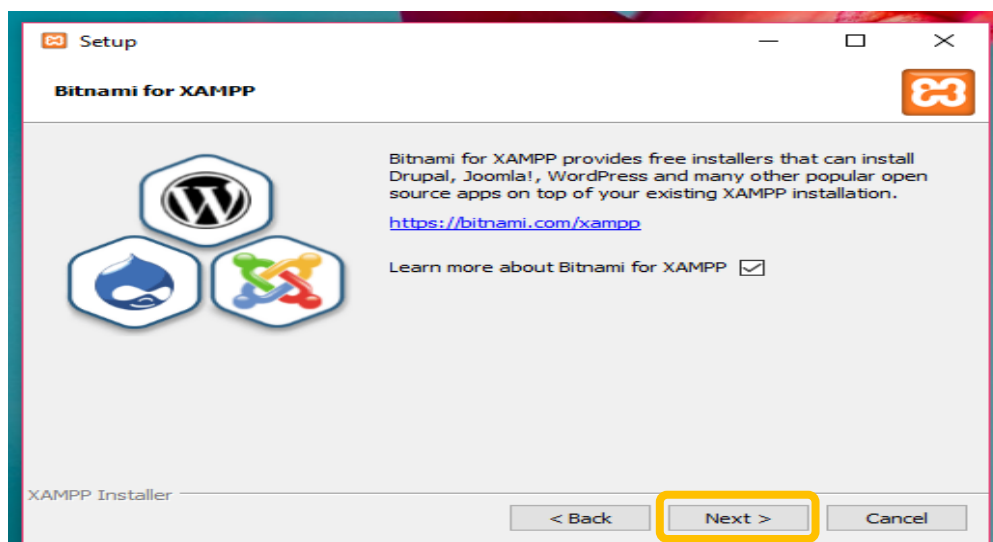 Setup
Bitnami for XAMPP
Bitnami for XAMPP provides free installers that can install
Drupal, Joomla!, WordPress and many other popular open
source apps on top of your existing XAMPP installation.
https://bitnami.com/xampp
Learn more about Bitnami for XAMPP
XAMPP Installer
< Back
Next >
Cancel